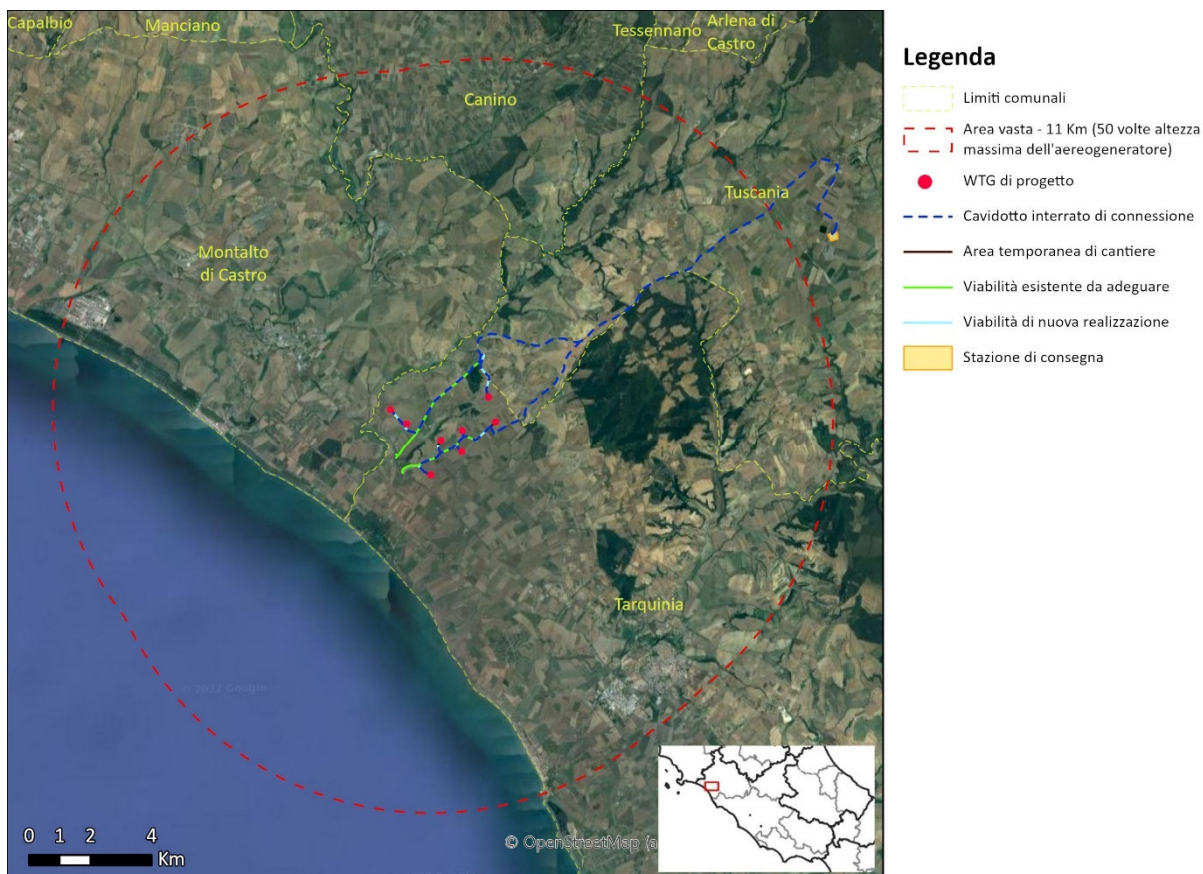 Capalbio
Manciano
Tessennano
Arlena di
Castro
Canino
Tuscania
Montalto
di Castro
Tarquinia
© 2022 Google
0 1 2 4
Km
© OpenStreetMap (a
Legenda
Limiti comunali
Area vasta - 11 Km (50 volte altezza
massima dell'aereogeneratore)
WTG di progetto
Cavidotto interrato di connessione
Area temporanea di cantiere
Viabilità esistente da adeguare
Viabilità di nuova realizzazione
Stazione di consegna